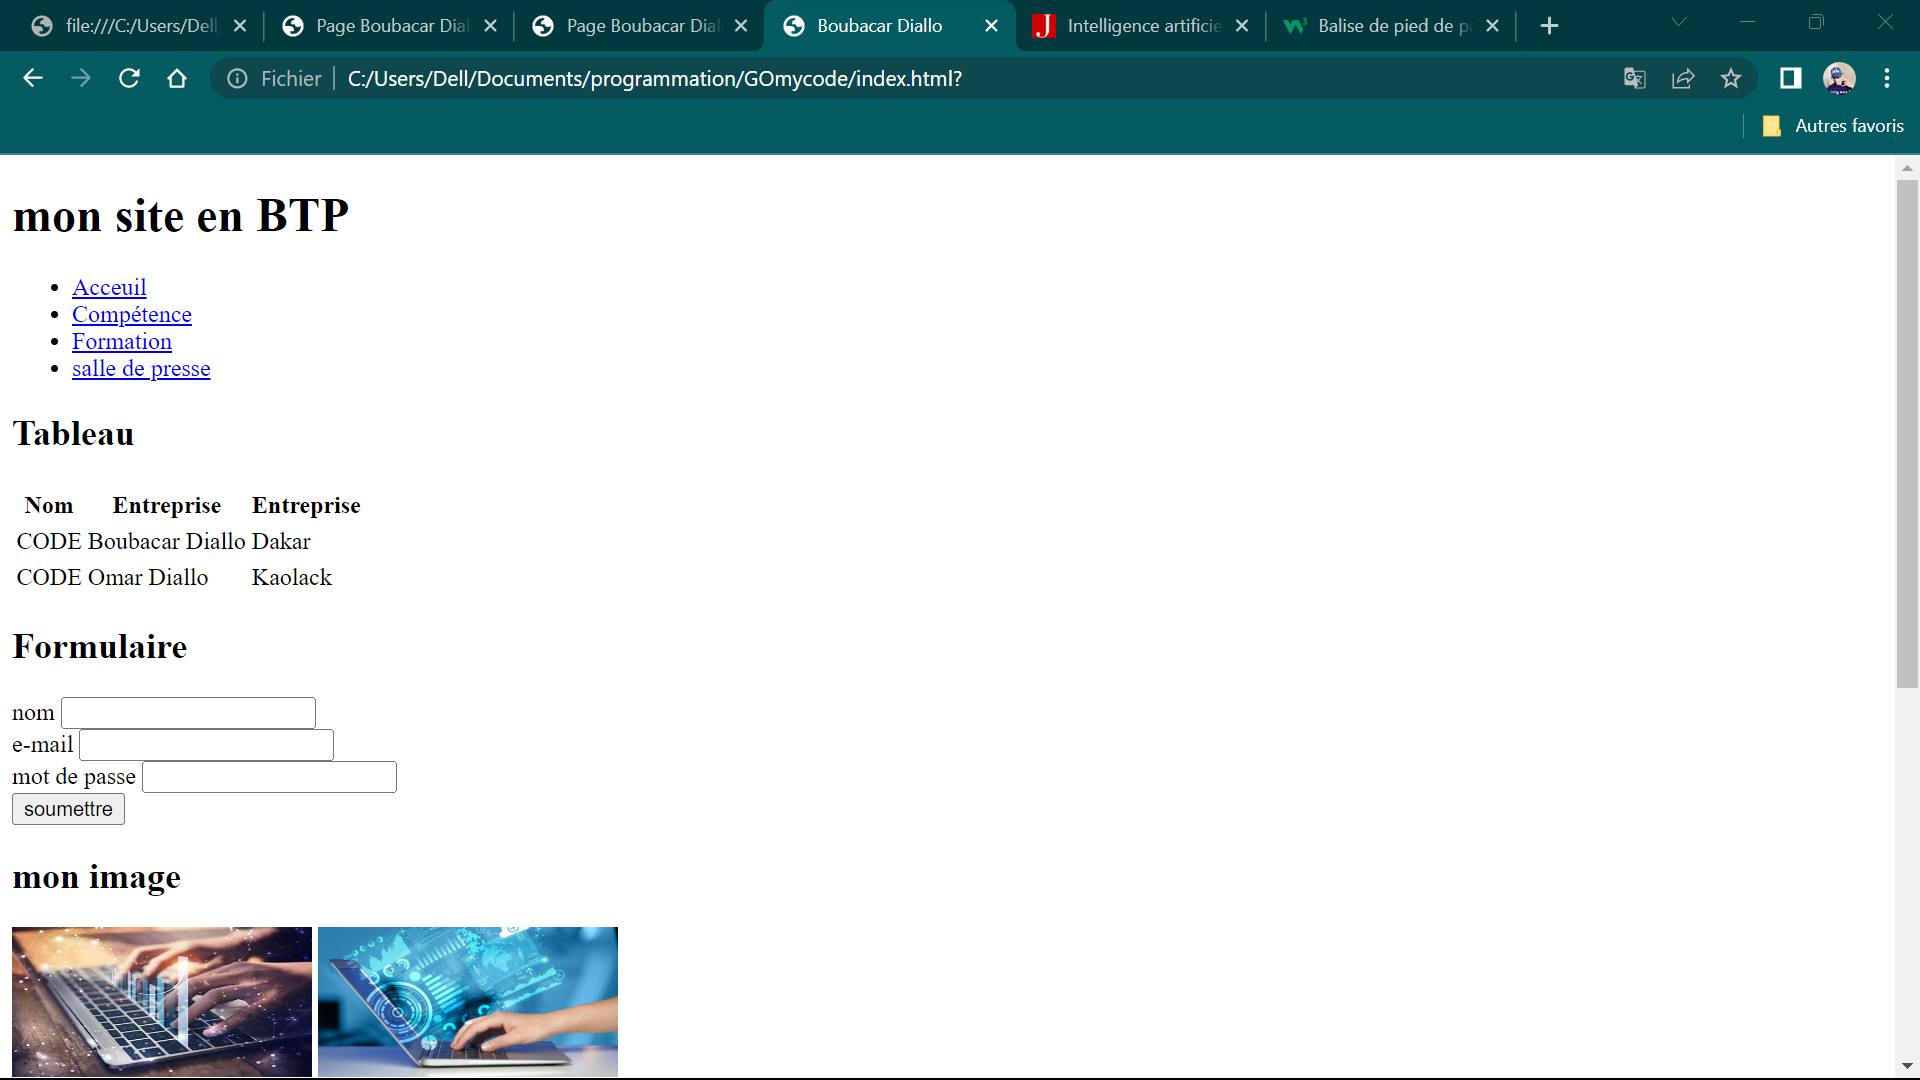 file:///C:/Users/Dell/ Page Boubacar Dial Page Boubacar Dial Boubacar Diallo Intelligence artificie Balise de pied de pa
Fichier C:/Users/Dell/Documents/programmation/GOmycode/index.html?
Autres favoris
mon site en BTP
Acceuil
Compétence
Formation
salle de presse
Tableau
Nom Entreprise Entreprise
CODE Boubacar Diallo Dakar
CODE Omar Diallo Kaolack
Formulaire
nom
e-mail
mot de passe
soumettre
mon image